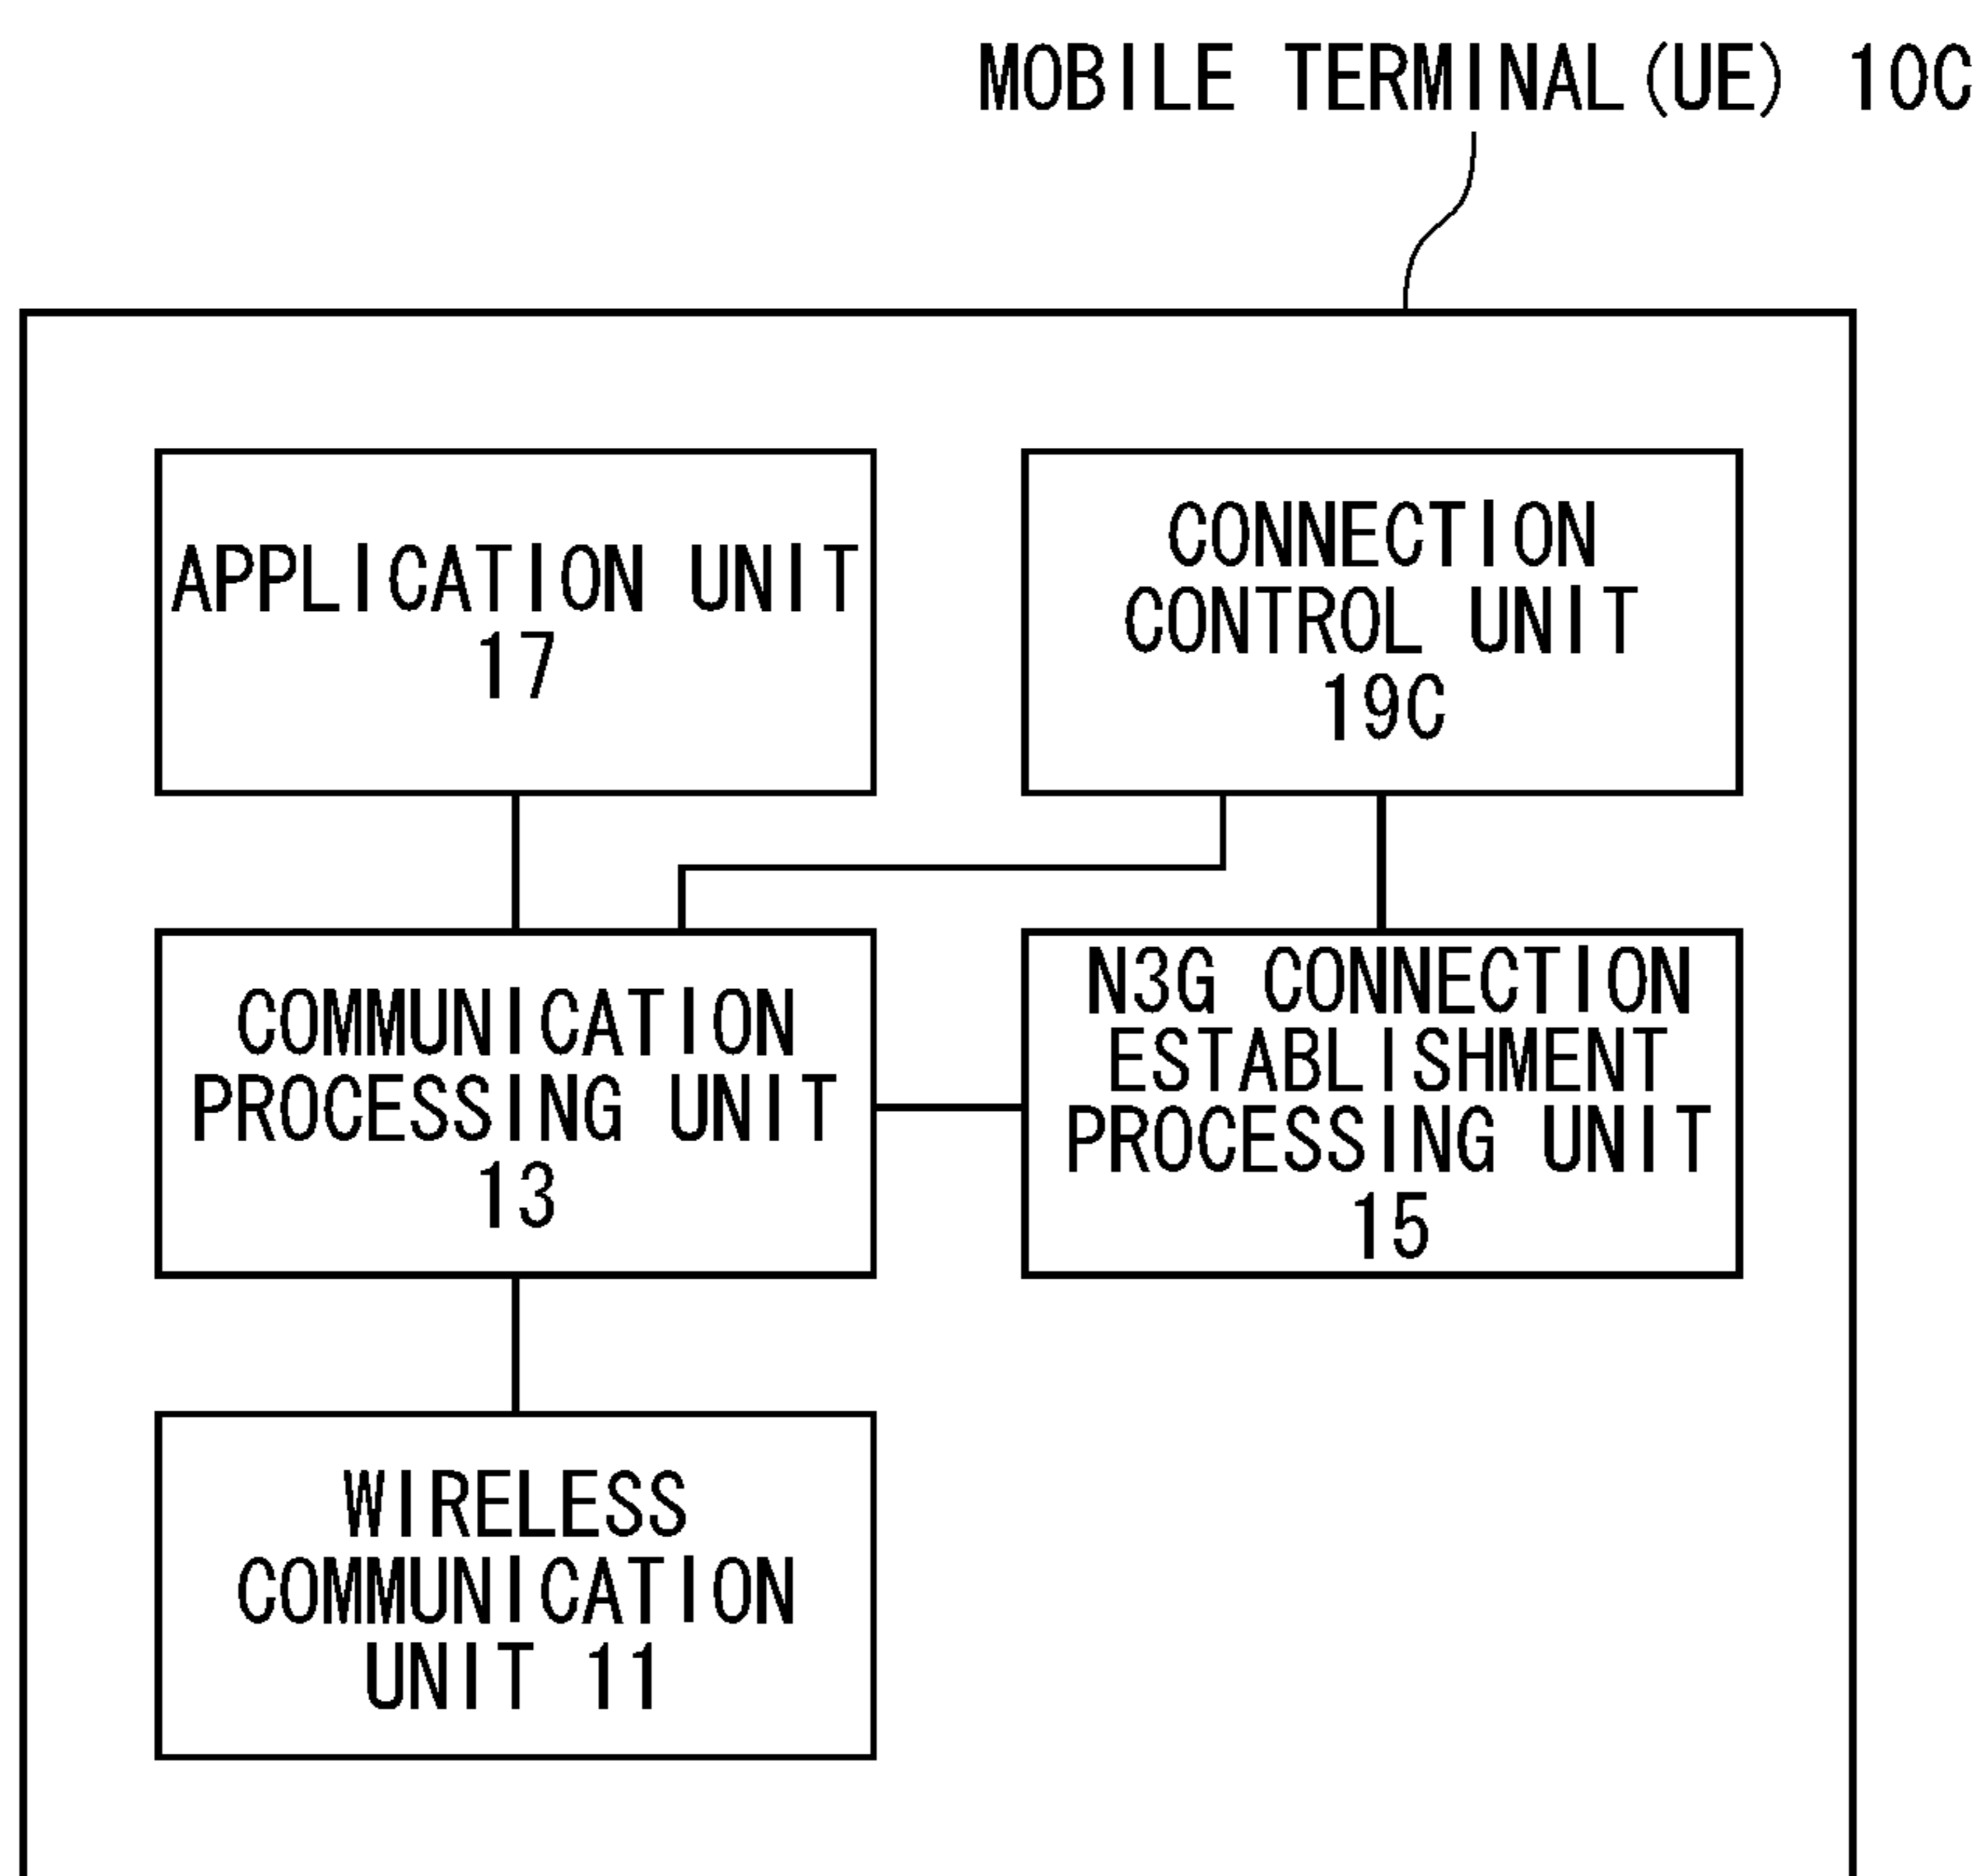 MOBILE TERMINAL(UE) 10C
APPLICATION UNIT
17
CONNECTION
CONTROL UNIT
19C
COMMUNICATION
PROCESSING UNIT
13
N3G CONNECTION
ESTABLISHMENT
PROCESSING UNIT
15
WIRELESS
COMMUNICATION
UNIT 11